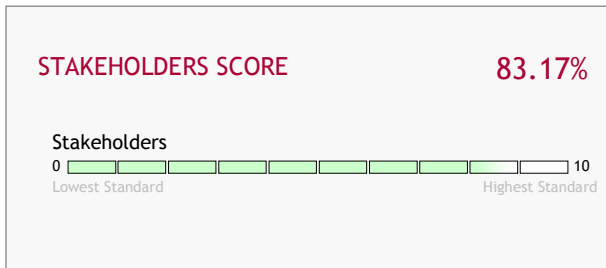 STAKEHOLDERS SCORE 83.17%
Stakeholders
0 10
Lowest Standard Highest Standard